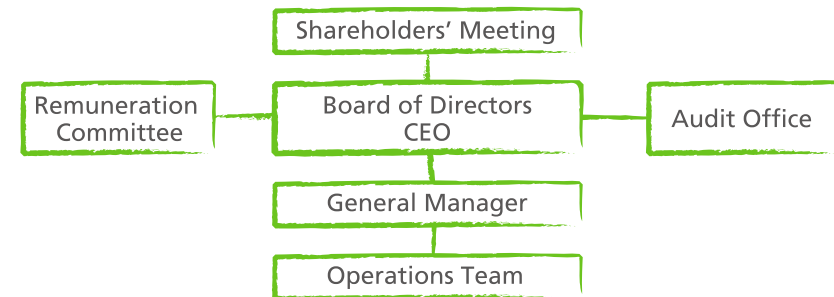 Shareholders’ Meeting
Remuneration
Committee
Board of Directors
CEO
Audit Office
General Manager
Operations Team